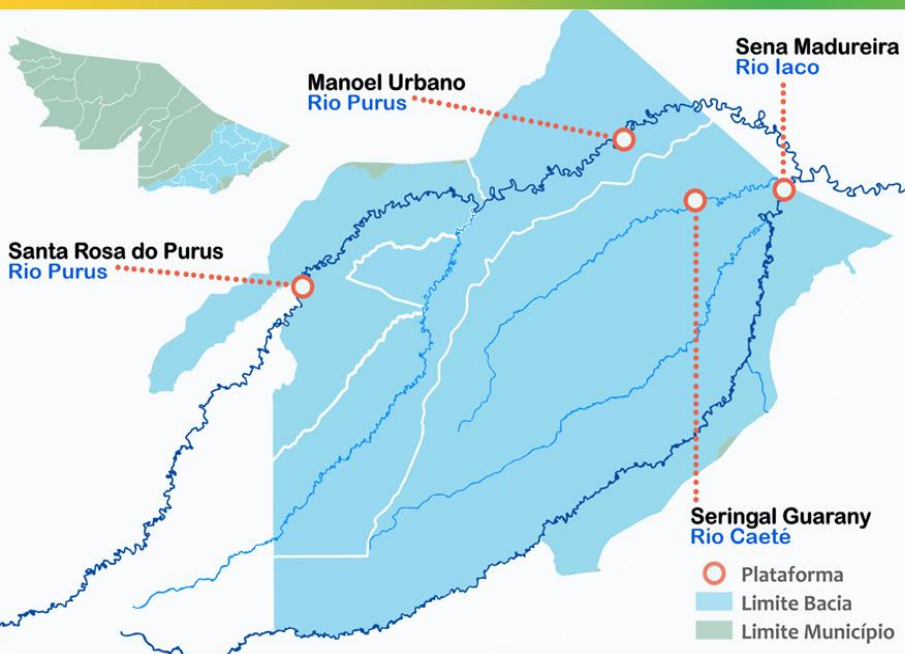 Sena Madureira
Rio Iaco
Manoel Urbano
Rio Purus
Santa Rosa do Purus
Rio Purus
Seringal Guarany
Rio Caeté
Plataforma
Limite Bacia
Limite Município